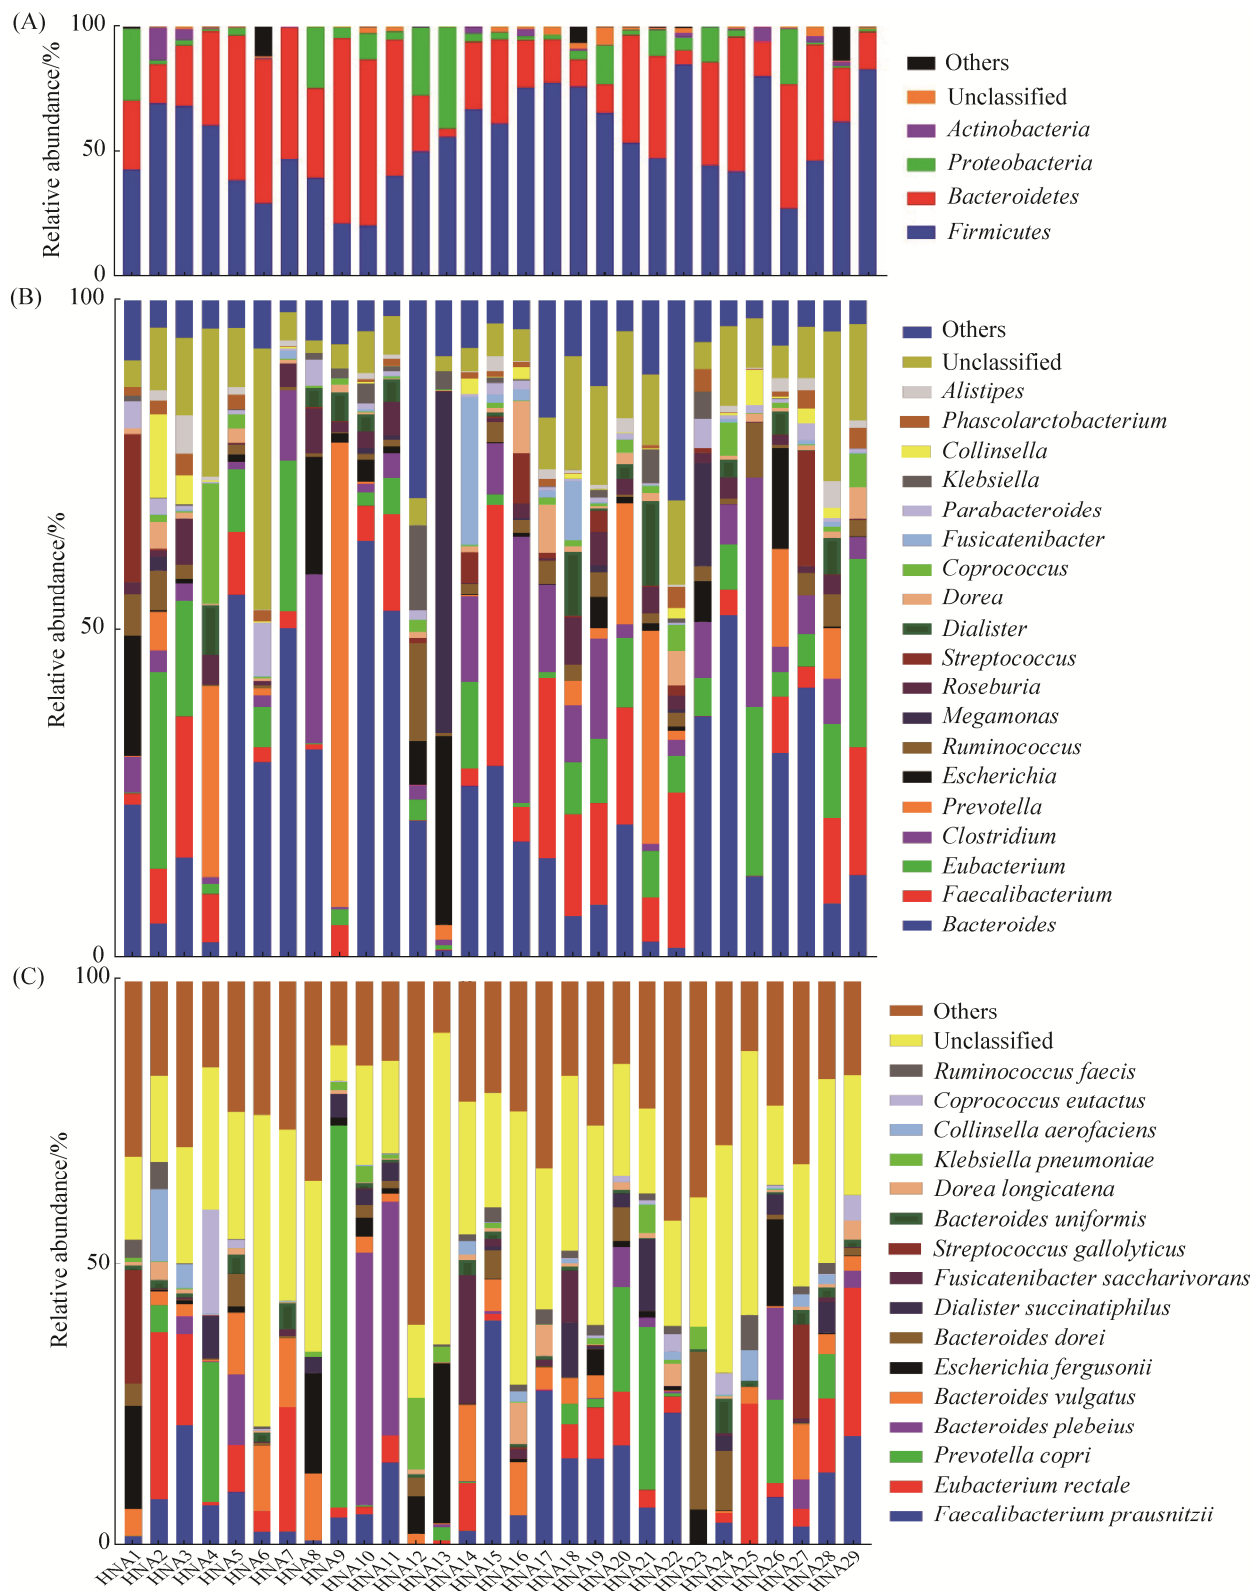 (A)
100
50
0
Relative abundance/%
Others
Unclassified
Actinobacteria
Proteobacteria
Bacteroidetes
Firmicutes
(B)
100
50
0
Relative abundance/%
Others
Unclassified
Alistipes
Phascolarctobacterium
Collinsella
Klebsiella
Parabacteroides
Fusicatenibacter
Coprococcus
Dorea
Dialister
Streptococcus
Roseburia
Megamonas
Ruminococcus
Escherichia
Prevotella
Clostridium
Eubacterium
Faecalibacterium
Bacteroides
(C)
100
50
0
Relative abundance/%
Others
Unclassified
Ruminococcus faecis
Coprococcus eutactus
Collinsella aerofaciens
Klebsiella pneumoniae
Dorea longicatena
Bacteroides uniformis
Streptococcus gallolyticus
Fusicatenibacter saccharivorans
Dialister succinatiphilus
Bacteroides dorei
Escherichia fergusonii
Bacteroides vulgatus
Bacteroides plebeius
Prevotella copri
Eubacterium rectale
Faecalibacterium prausnitzii
HNA1
HNA2
HNA3
HNA4
HNA5
HNA6
HNA7
HNA8
HNA9
HNA10
HNA11
HNA12
HNA13
HNA14
HNA15
HNA16
HNA17
HNA18
HNA19
HNA20
HNA21
HNA22
HNA23
HNA24
HNA25
HNA26
HNA27
HNA28
HNA29